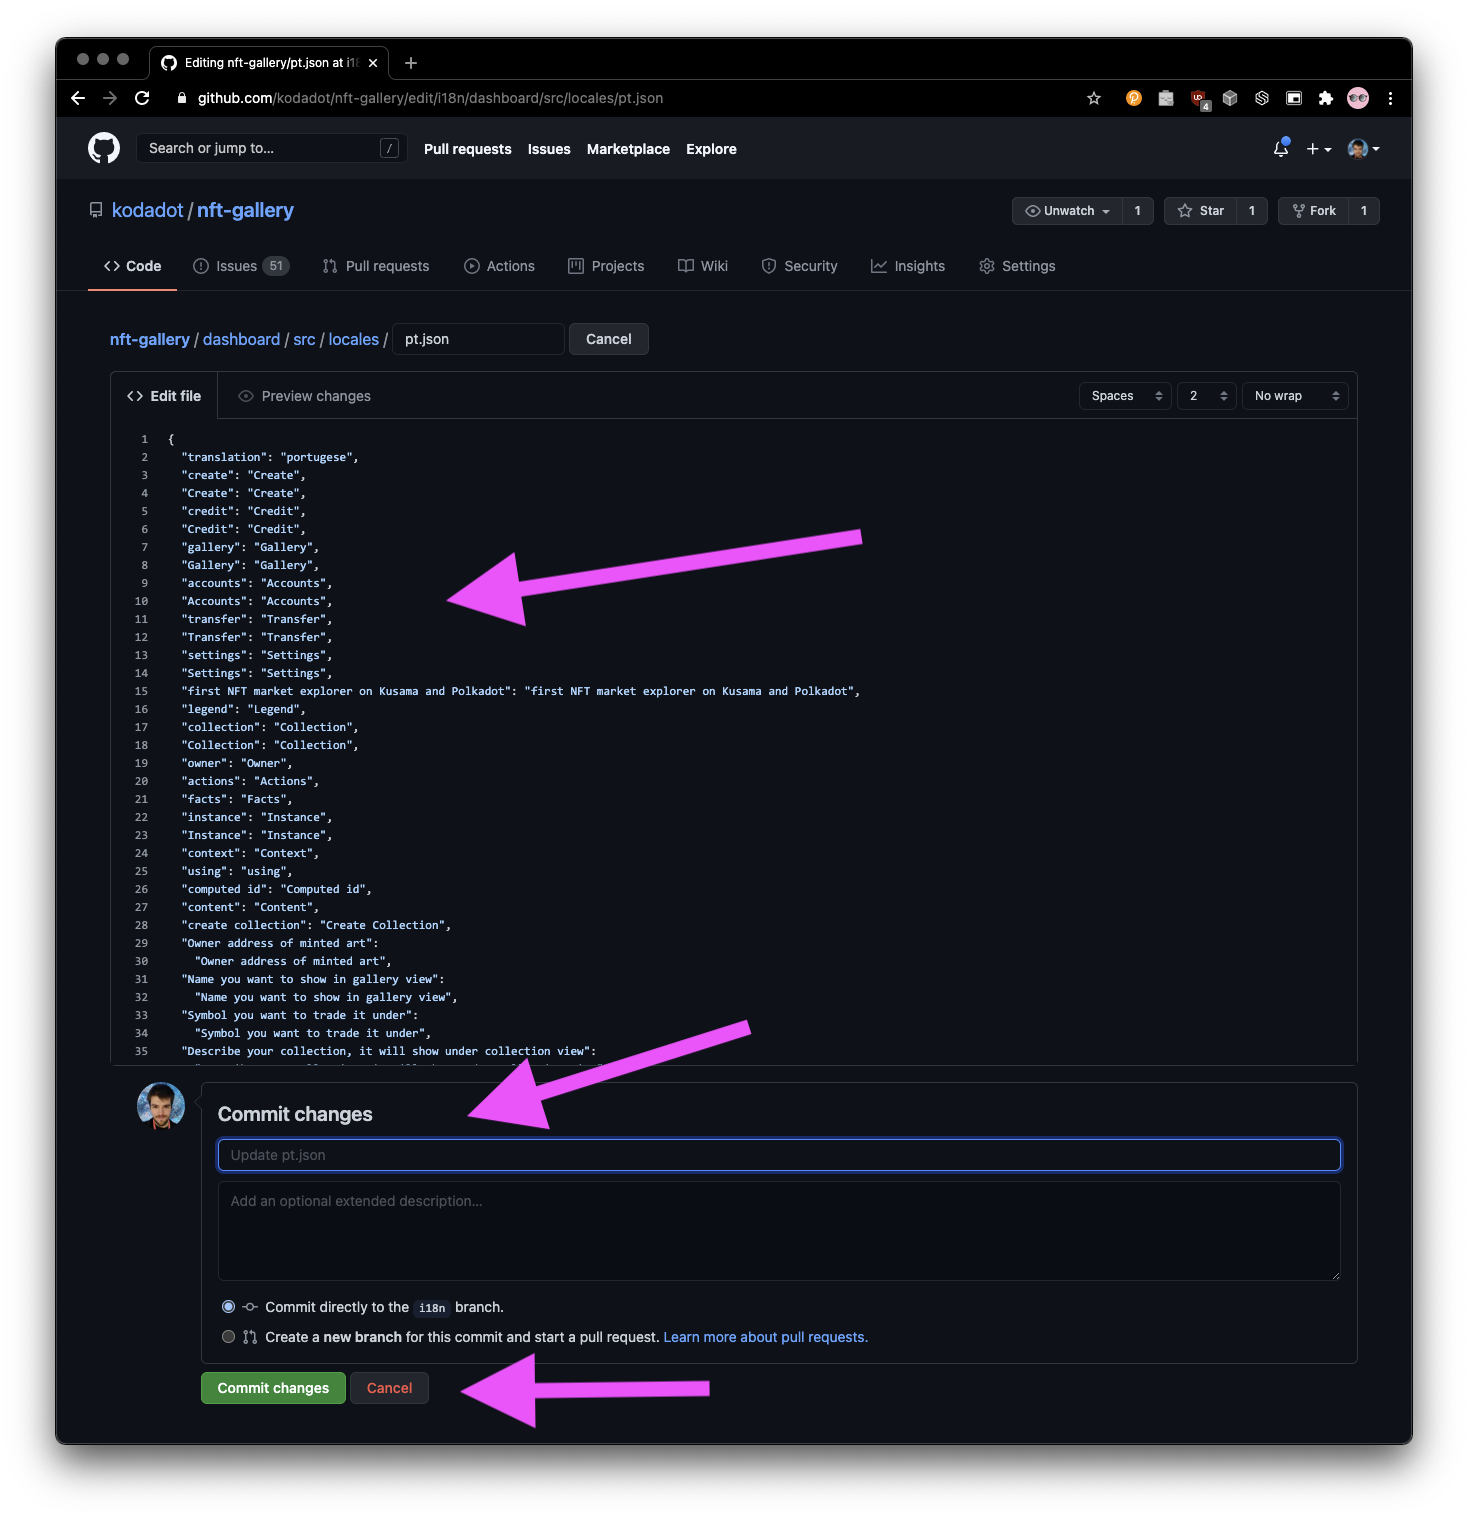 Editing nft-gallery/pt.json at i18
github.com/kodadot/nft-gallery/edit/i18n/dashboard/src/locales/pt.json
4
Search or jump to...
/
Pull requests Issues Marketplace Explore
kodadot / nft-gallery
Unwatch 1 Star 1 Fork 1
Code Issues 51 Pull requests Actions Projects Wiki Security Insights Settings
nft-gallery / dashboard / src / locales / pt.json Cancel
Edit file Preview changes Spaces 2 No wrap
1 {
2 "translation": "portugese",
3 "create": "Create",
4 "Create": "Create",
5 "credit": "Credit",
6 "Credit": "Credit",
7 "gallery": "Gallery",
8 "Gallery": "Gallery",
9 "accounts": "Accounts",
10 "Accounts": "Accounts",
11 "transfer": "Transfer",
12 "Transfer": "Transfer",
13 "settings": "Settings",
14 "Settings": "Settings",
15 "first NFT market explorer on Kusama and Polkadot": "first NFT market explorer on Kusama and Polkadot",
16 "legend": "Legend",
17 "collection": "Collection",
18 "Collection": "Collection",
19 "owner": "Owner",
20 "actions": "Actions",
21 "facts": "Facts",
22 "instance": "Instance",
23 "Instance": "Instance",
24 "context": "Context",
25 "using": "using",
26 "computed id": "Computed id",
27 "content": "Content",
28 "create collection": "Create Collection",
29 "Owner address of minted art":
30 "Owner address of minted art",
31 "Name you want to show in gallery view":
32 "Name you want to show in gallery view",
33 "Symbol you want to trade it under":
34 "Symbol you want to trade it under",
35 "Describe your collection, it will show under collection view":
Commit changes
Update pt.json
Add an optional extended description...
Commit directly to the i18n branch.
Create a new branch for this commit and start a pull request. Learn more about pull requests.
Commit changes Cancel